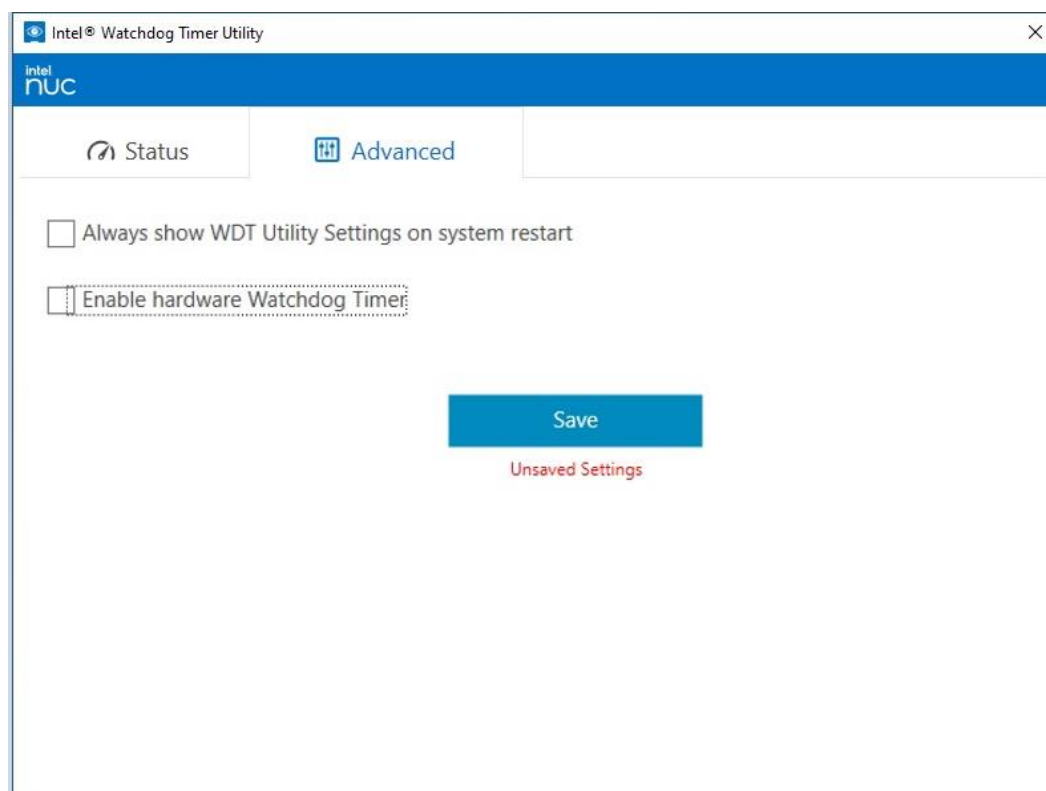 Intel® Watchdog Timer Utility
intel
nuc
Status
Advanced
Always show WDT Utility Settings on system restart
Enable hardware Watchdog Timer
Save
Unsaved Settings